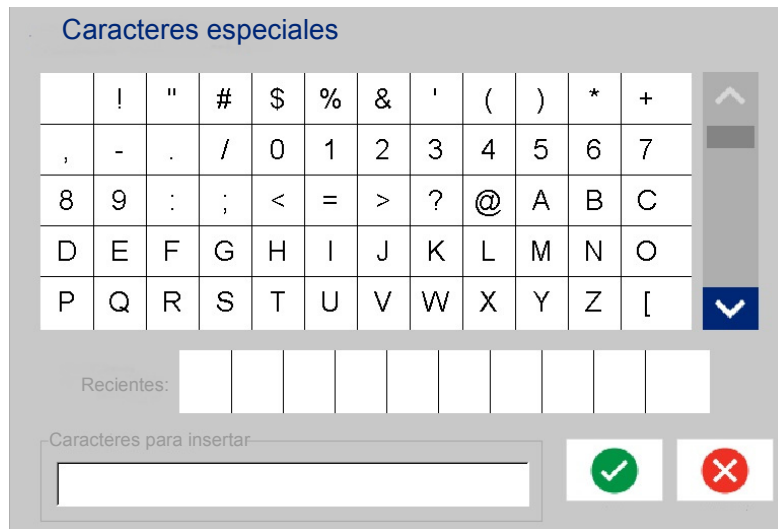 Caracteres especiales
! " # $ % & ' ( ) * +
, - . / 0 1 2 3 4 5 6 7
8 9 : ; < = > ? @ A B C
D E F G H I J K L M N O
P Q R S T U V W X Y Z [
Recientes:
Caracteres para insertar